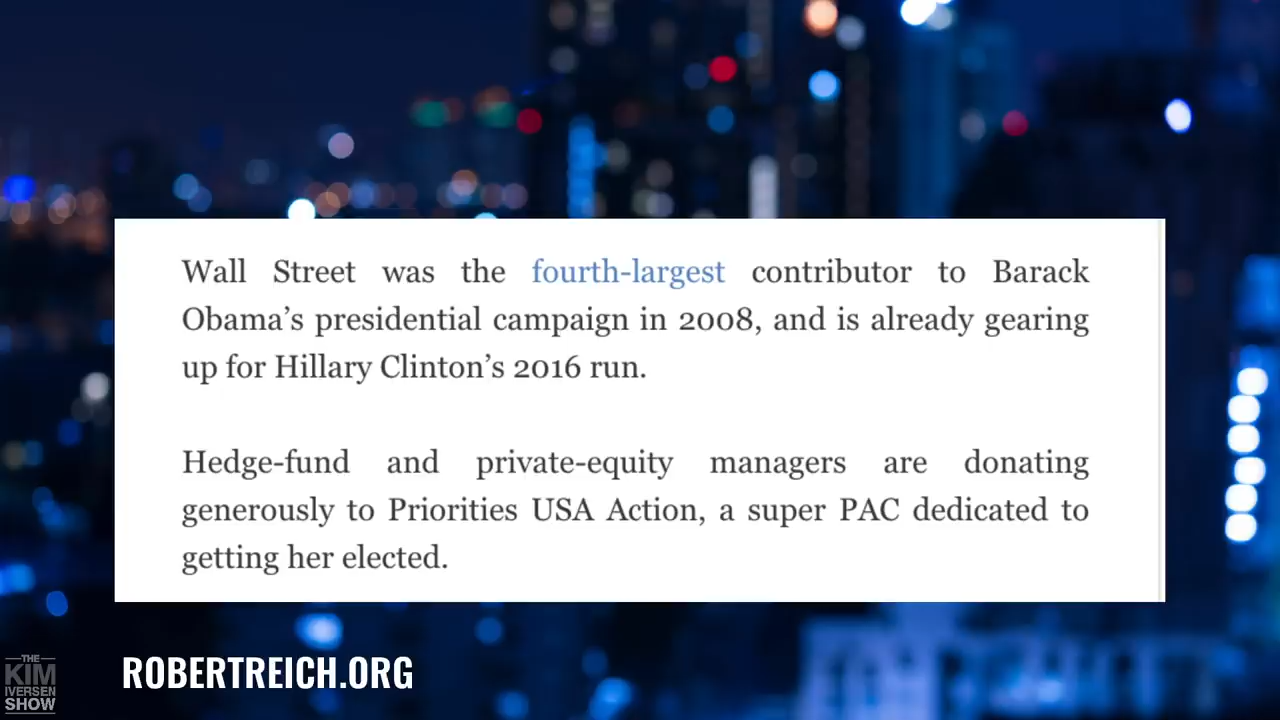 Wall Street was the fourth-largest contributor to Barack
Obama’s presidential campaign in 2008, and is already gearing
up for Hillary Clinton’s 2016 run.
Hedge-fund and private-equity managers are donating
generously to Priorities USA Action, a super PAC dedicated to
getting her elected.
THE
KIM
IVERSEN
SHOW
ROBERTREICH.ORG